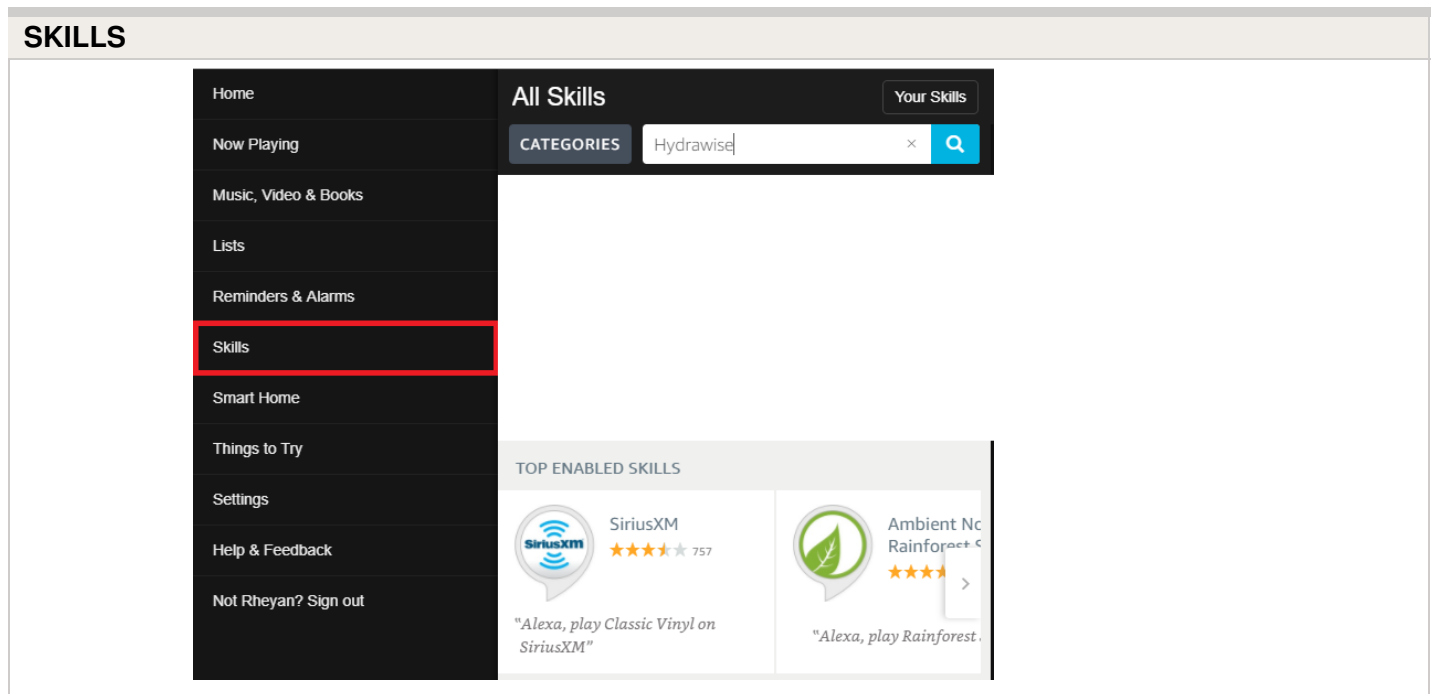 SKILLS
Home
Now Playing
Music, Video & Books
Lists
Reminders & Alarms
Skills
Smart Home
Things to Try
Settings
Help & Feedback
Not Rheyan? Sign out
All Skills
Your Skills
CATEGORIES
Hydrawise
TOP ENABLED SKILLS
SiriusXM
SiriusXM
757
"Alexa, play Classic Vinyl on
SiriusXM"
Ambient
Rainforest
"Alexa, play Rainforest